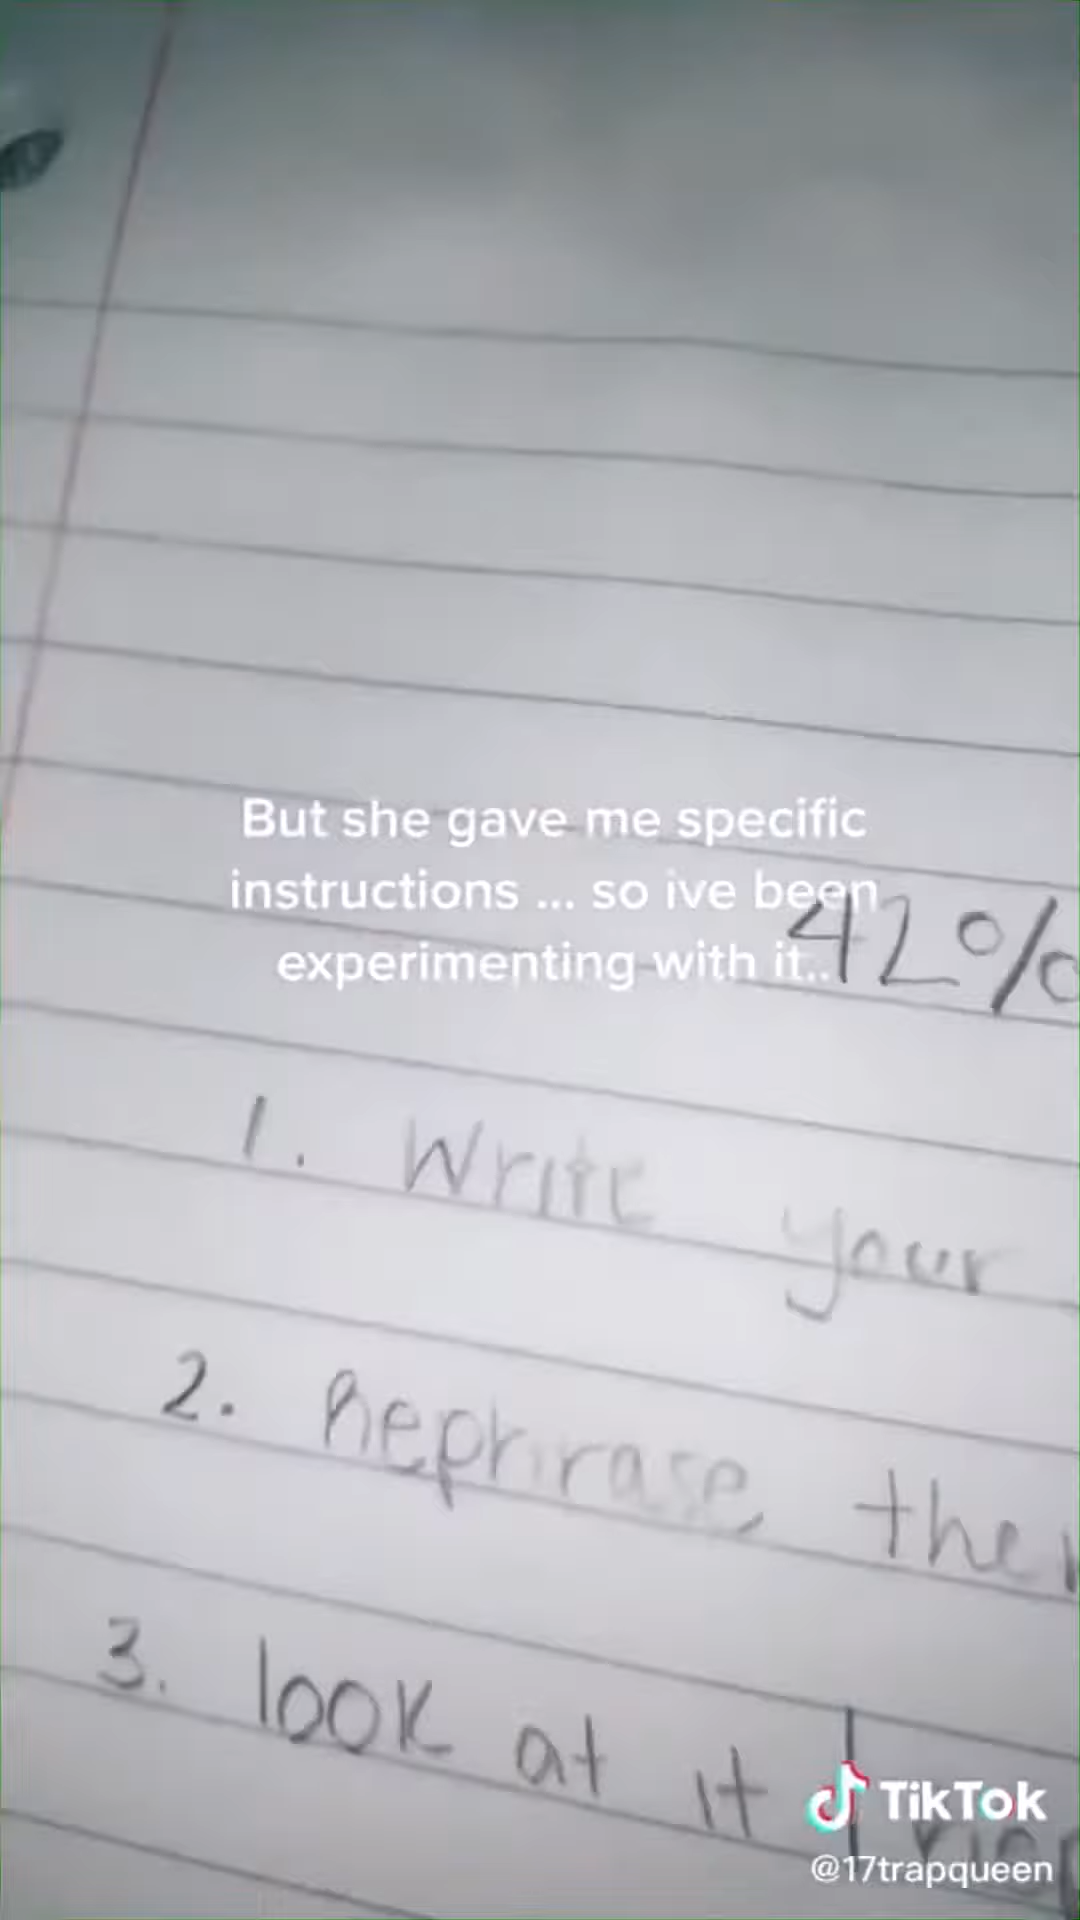 But she gave me specific
instructions ... so ive been
experimenting with it..
42%
1. Write your
2. Rephrase
3. look at it
TikTok
@17trapqueen